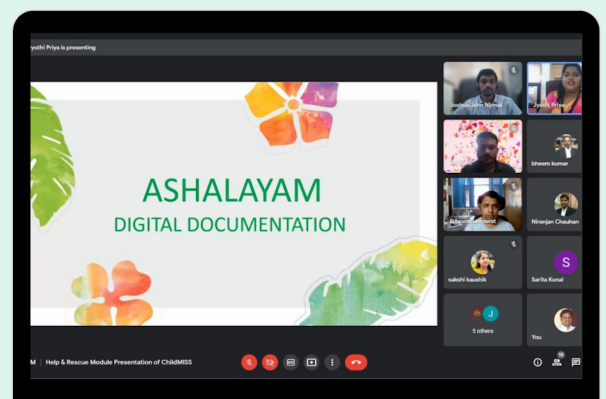 yothi Priya is presenting
ASHALAYAM
DIGITAL DOCUMENTATION
Joshua John Nirmal
Jyothi Priya
bheem kumar
Niranjan Chauhan
sakshi kaushik
S
Sarita Kunal
J
5 others
You
M | Help & Rescue Module Presentation of ChildMISS